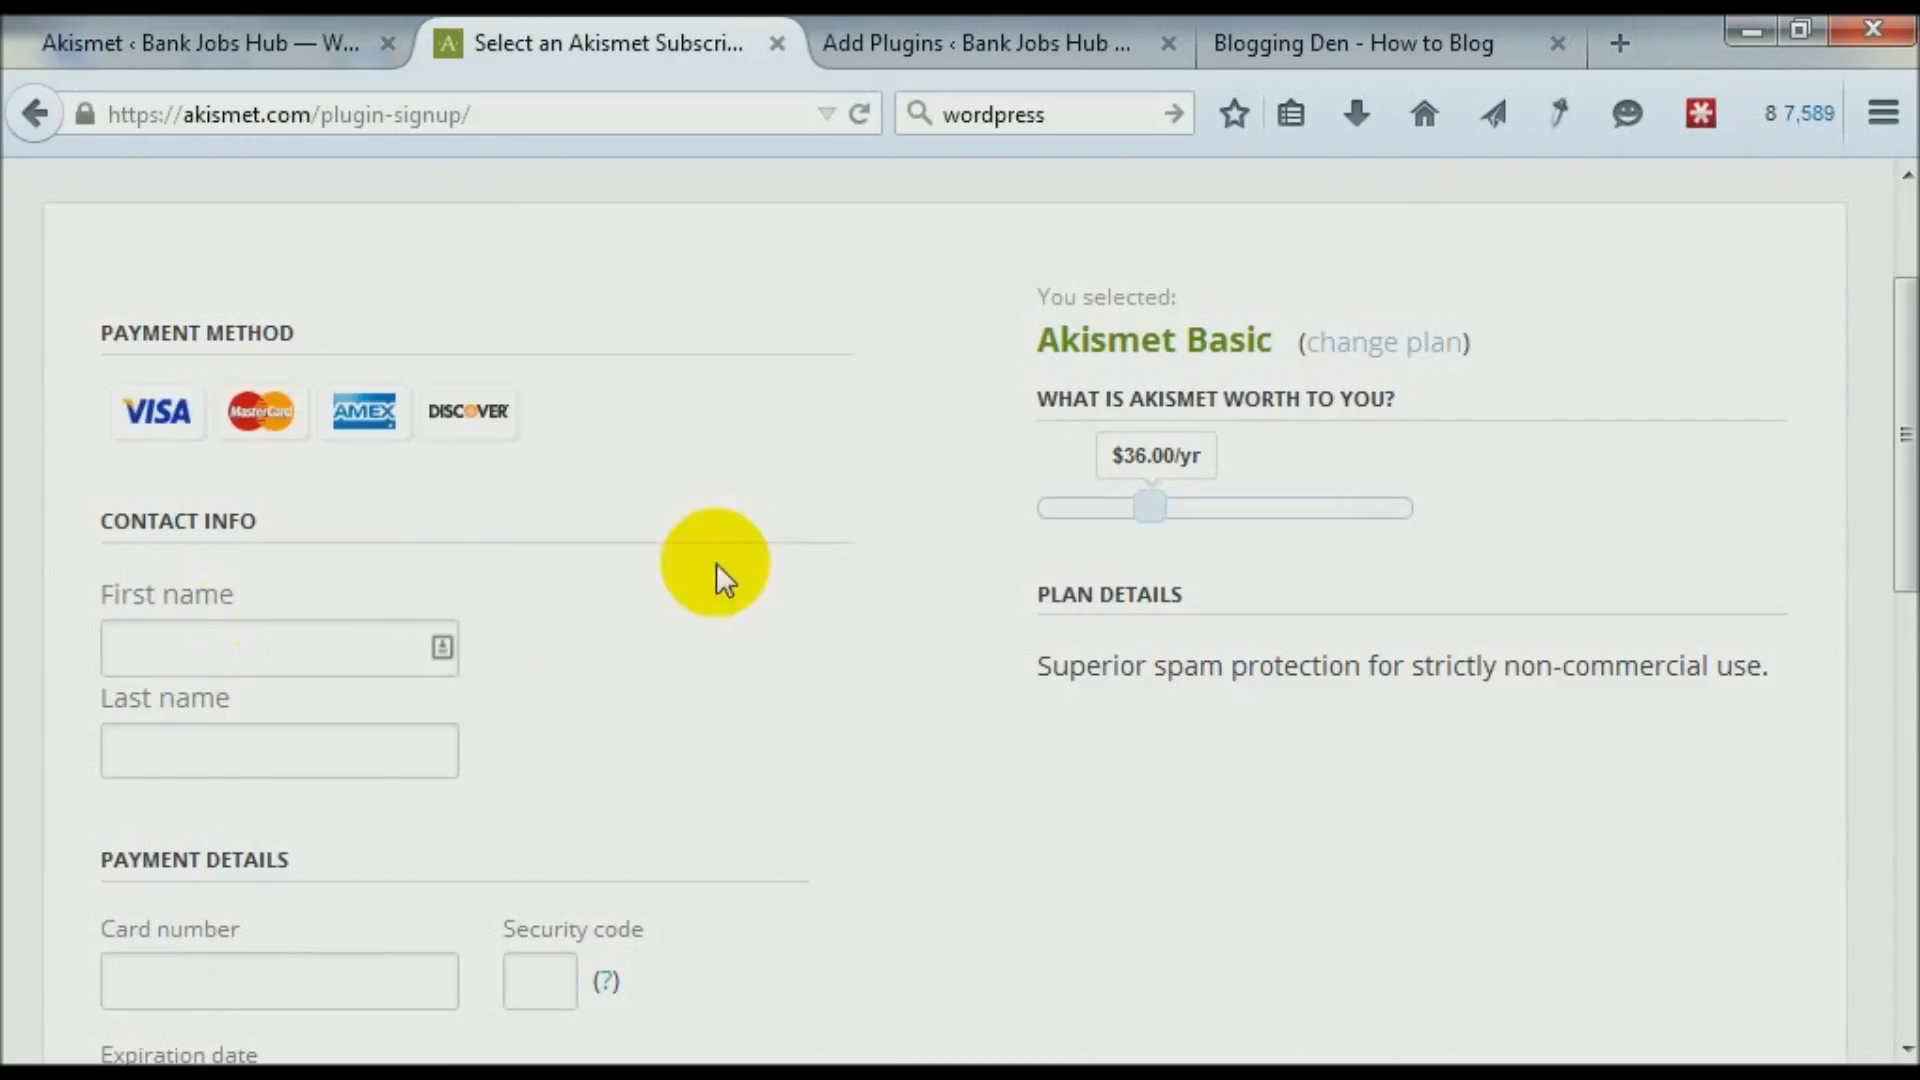 Akismet ‹ Bank Jobs Hub — W...
Select an Akismet Subscri...
Add Plugins ‹ Bank Jobs Hub ...
Blogging Den - How to Blog
https://akismet.com/plugin-signup/
wordpress
8 7,589
PAYMENT METHOD
VISA
MasterCard
AMEX
DISCOVER
You selected:
Akismet Basic (change plan)
WHAT IS AKISMET WORTH TO YOU?
$36.00/yr
CONTACT INFO
First name
Last name
PLAN DETAILS
Superior spam protection for strictly non-commercial use.
PAYMENT DETAILS
Card number
Security code
(?)
Expiration date